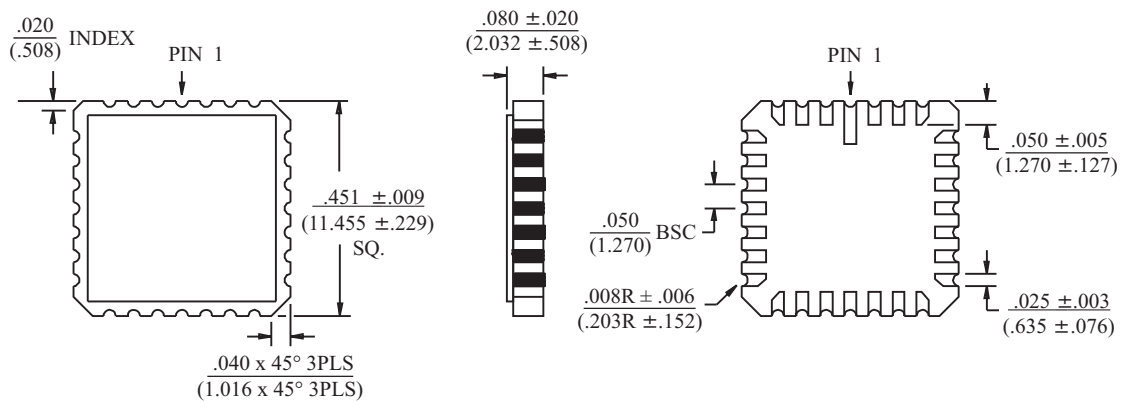 .020
(.508) INDEX
PIN 1
.451 ±.009
(11.455 ±.229)
SQ.
.040 x 45° 3PLS
(1.016 x 45° 3PLS)
.080 ±.020
(2.032 ±.508)
PIN 1
.050 ±.005
(1.270 ±.127)
.050
(1.270) BSC
.008R ± .006
(.203R ±.152)
.025 ±.003
(.635 ±.076)